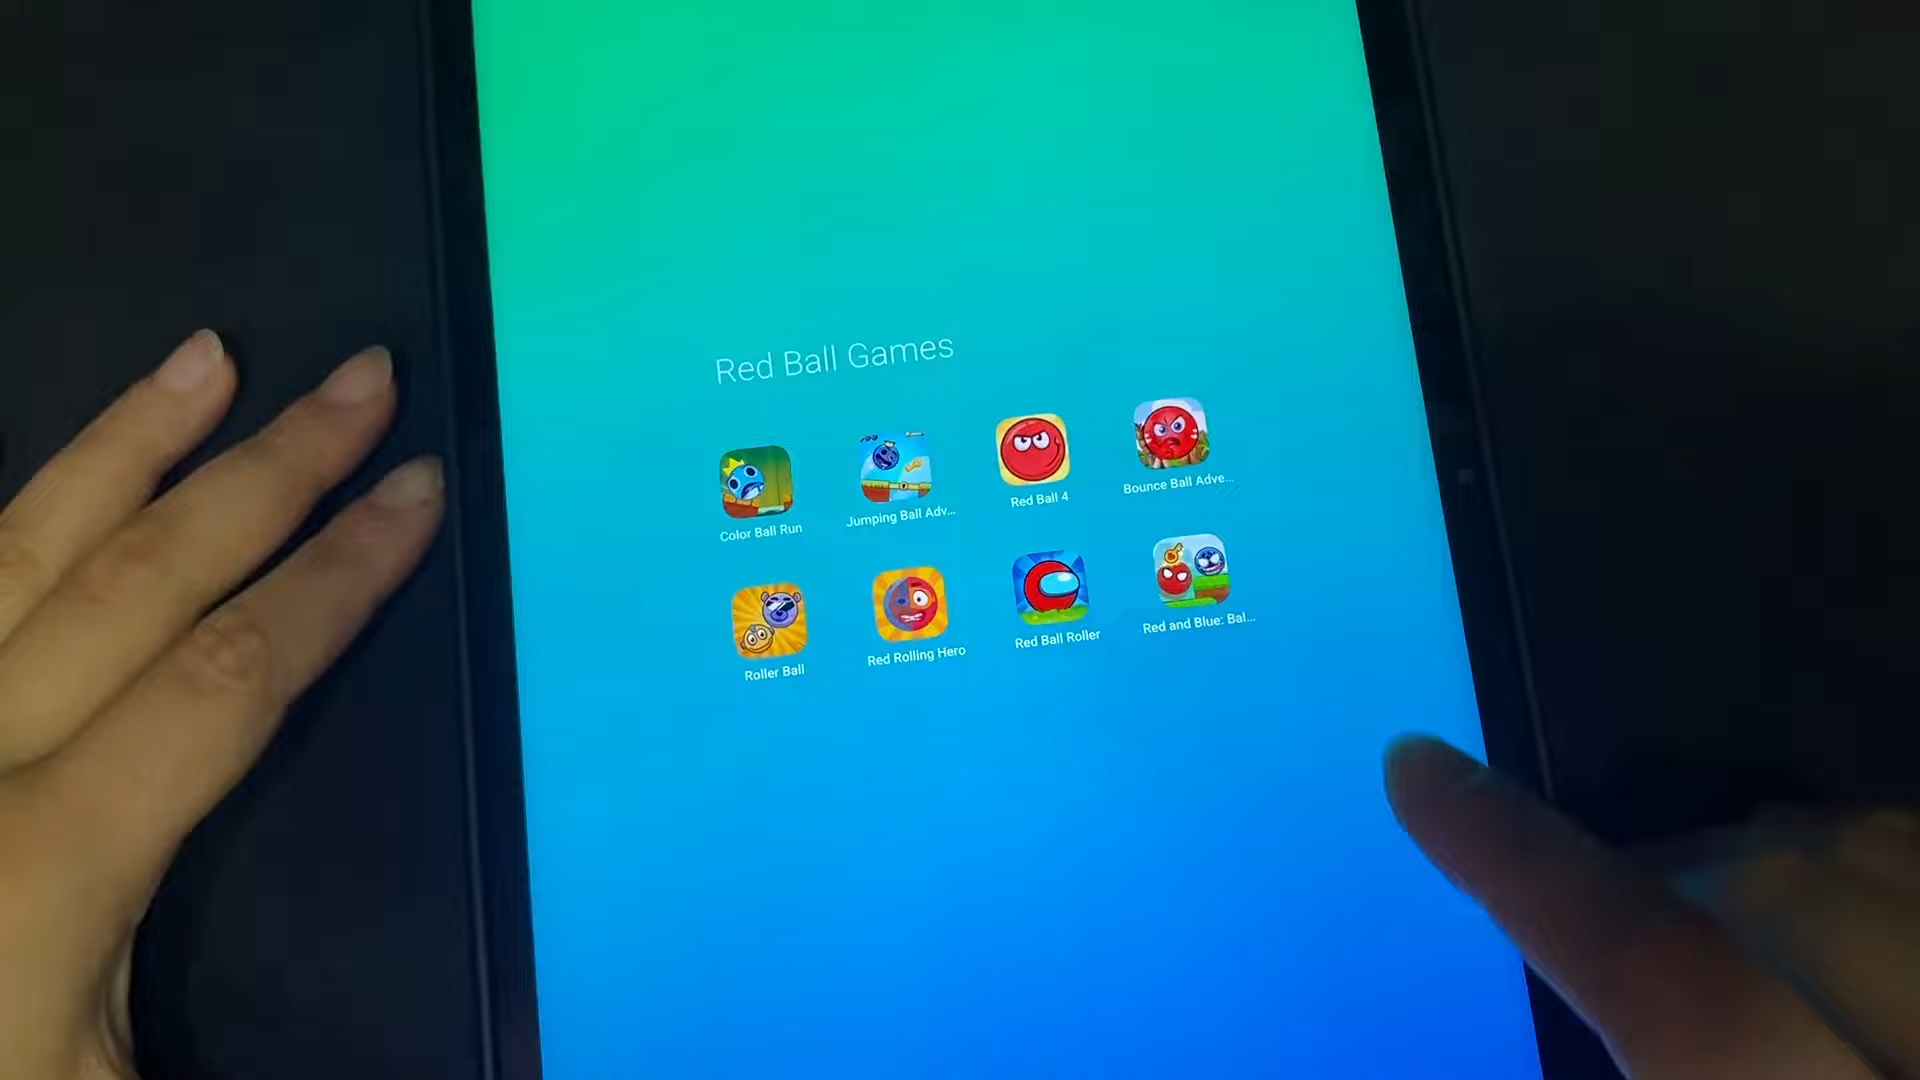 Red Ball Games
Color Ball Run
Jumping Ball Adv...
Red Ball 4
Bounce Ball Adve...
Roller Ball
Red Rolling Hero
Red Ball Roller
Red and Blue: Bal...